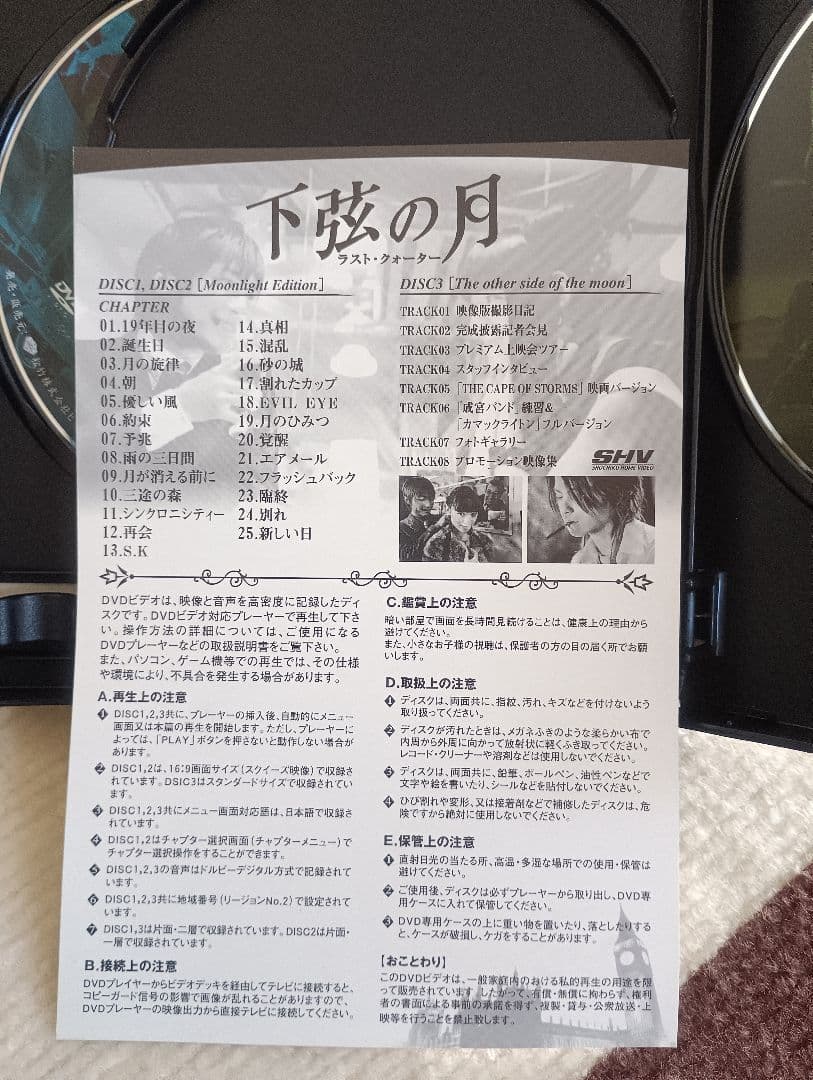 下弦の月
ラスト・クォーター
DISC1, DISC2 [Moonlight Edition]
CHAPTER
01.19年目の夜
02.誕生日
03.月の旋律
04.朝
05.優しい風
06.約束
07.予兆
08.雨の三日間
09.月が消える前に
10.三途の森
11.シンクロニシティー
12.再会
13.S.K
14.真相
15.混乱
16.砂の城
17.割れたカップ
18.EVIL EYE
19.月のひみつ
20.覚醒
21.エアメール
22.フラッシュバック
23.臨終
24.別れ
25.新しい日
DISC3 [The other side of the moon]
TRACK01 映像版撮影日記
TRACK02 完成披露記者会見
TRACK03 プレミアム上映会ツアー
TRACK04 スタッフインタビュー
TRACK05 「THE CAPE OF STORMS」映画バージョン
TRACK06 「成宮バンド」練習&
「カマックライトン」フルバージョン
TRACK07 フォトギャラリー
TRACK08 プロモーション映像集
SHV
SHOCHIKU HOME VIDEO
DVDビデオは、映像と音声を高密度に記録したディ
スクです。DVDビデオ対応プレーヤーで再生して下さ
い。操作方法の詳細については、ご使用になる
DVDプレーヤーなどの取扱説明書をご覧下さい。
また、パソコン、ゲーム機等での再生では、その仕様
や環境により、不具合を発生する場合があります。
A.再生上の注意
❶ DISC1,2,3共に、プレーヤーの挿入後、自動的にメニュー
画面又は本篇の再生を開始します。ただし、プレーヤーに
よっては、「PLAY」ボタンを押さないと動作しない場合が
あります。
❷ DISC1,2は、16:9画面サイズ(スクイーズ映像)で収録さ
れています。DSIC3はスタンダードサイズで収録されてい
ます。
❸ DISC1,2,3共にメニュー画面対応語は、日本語で収録さ
れています。
❹ DISC1,2はチャプター選択画面(チャプターメニュー)で
チャプター選択操作をすることができます。
❺ DISC1,2,3の音声はドルビーデジタル方式で記録されて
います。
❻ DISC1,2,3共に地域番号(リージョンNo.2)で設定されて
います。
❼ DISC1,3は片面・二層で収録されています。DISC2は片面・
一層で収録されています。
B.接続上の注意
DVDプレイヤーからビデオデッキを経由してテレビに接続すると、
コピーガード信号の影響で画像が乱れることがありますので、
DVDプレーヤーの映像出力から直接テレビに接続してください。
C.鑑賞上の注意
暗い部屋で画面を長時間見続けることは、健康上の理由から
避けてください。
また、小さなお子様の視聴は、保護者の方の目の届く所でお願
いします。
D.取扱上の注意
❶ ディスクは、両面共に、指紋、汚れ、キズなどを付けないよう
取り扱ってください。
❷ ディスクが汚れたときは、メガネふきのような柔らかい布で
内周から外周に向かって放射状に軽くふき取ってください。
レコード・クリーナーや溶剤などは使用しないでください。
❸ ディスクは、両面共に、鉛筆、ボールペン、油性ペンなどで
文字や絵を書いたり、シールなどを貼付しないでください。
❹ ひび割れや変形、又は接着剤などで補修したディスクは、危
険ですから絶対に使用しないでください。
E.保管上の注意
❶ 直射日光の当たる所、高温・多湿な場所での使用・保管は
避けてください。
❷ ご使用後、ディスクは必ずプレーヤーから取り出し、DVD専
用ケースに入れて保管してください。
❸ DVD専用ケースの上に重い物を置いたり、落としたりする
と、ケースが破損し、ケガをすることがあります。
【おことわり】
このDVDビデオは、一般家庭内のおける私的再生の用途を限
って販売されています。したがって、有償・無償に拘わらず、権利
者の書面による事前の承諾を得ず、複製・貸与・公衆放送・上
映等を行うことを禁止致します。
発売・販売元
松竹株式会社